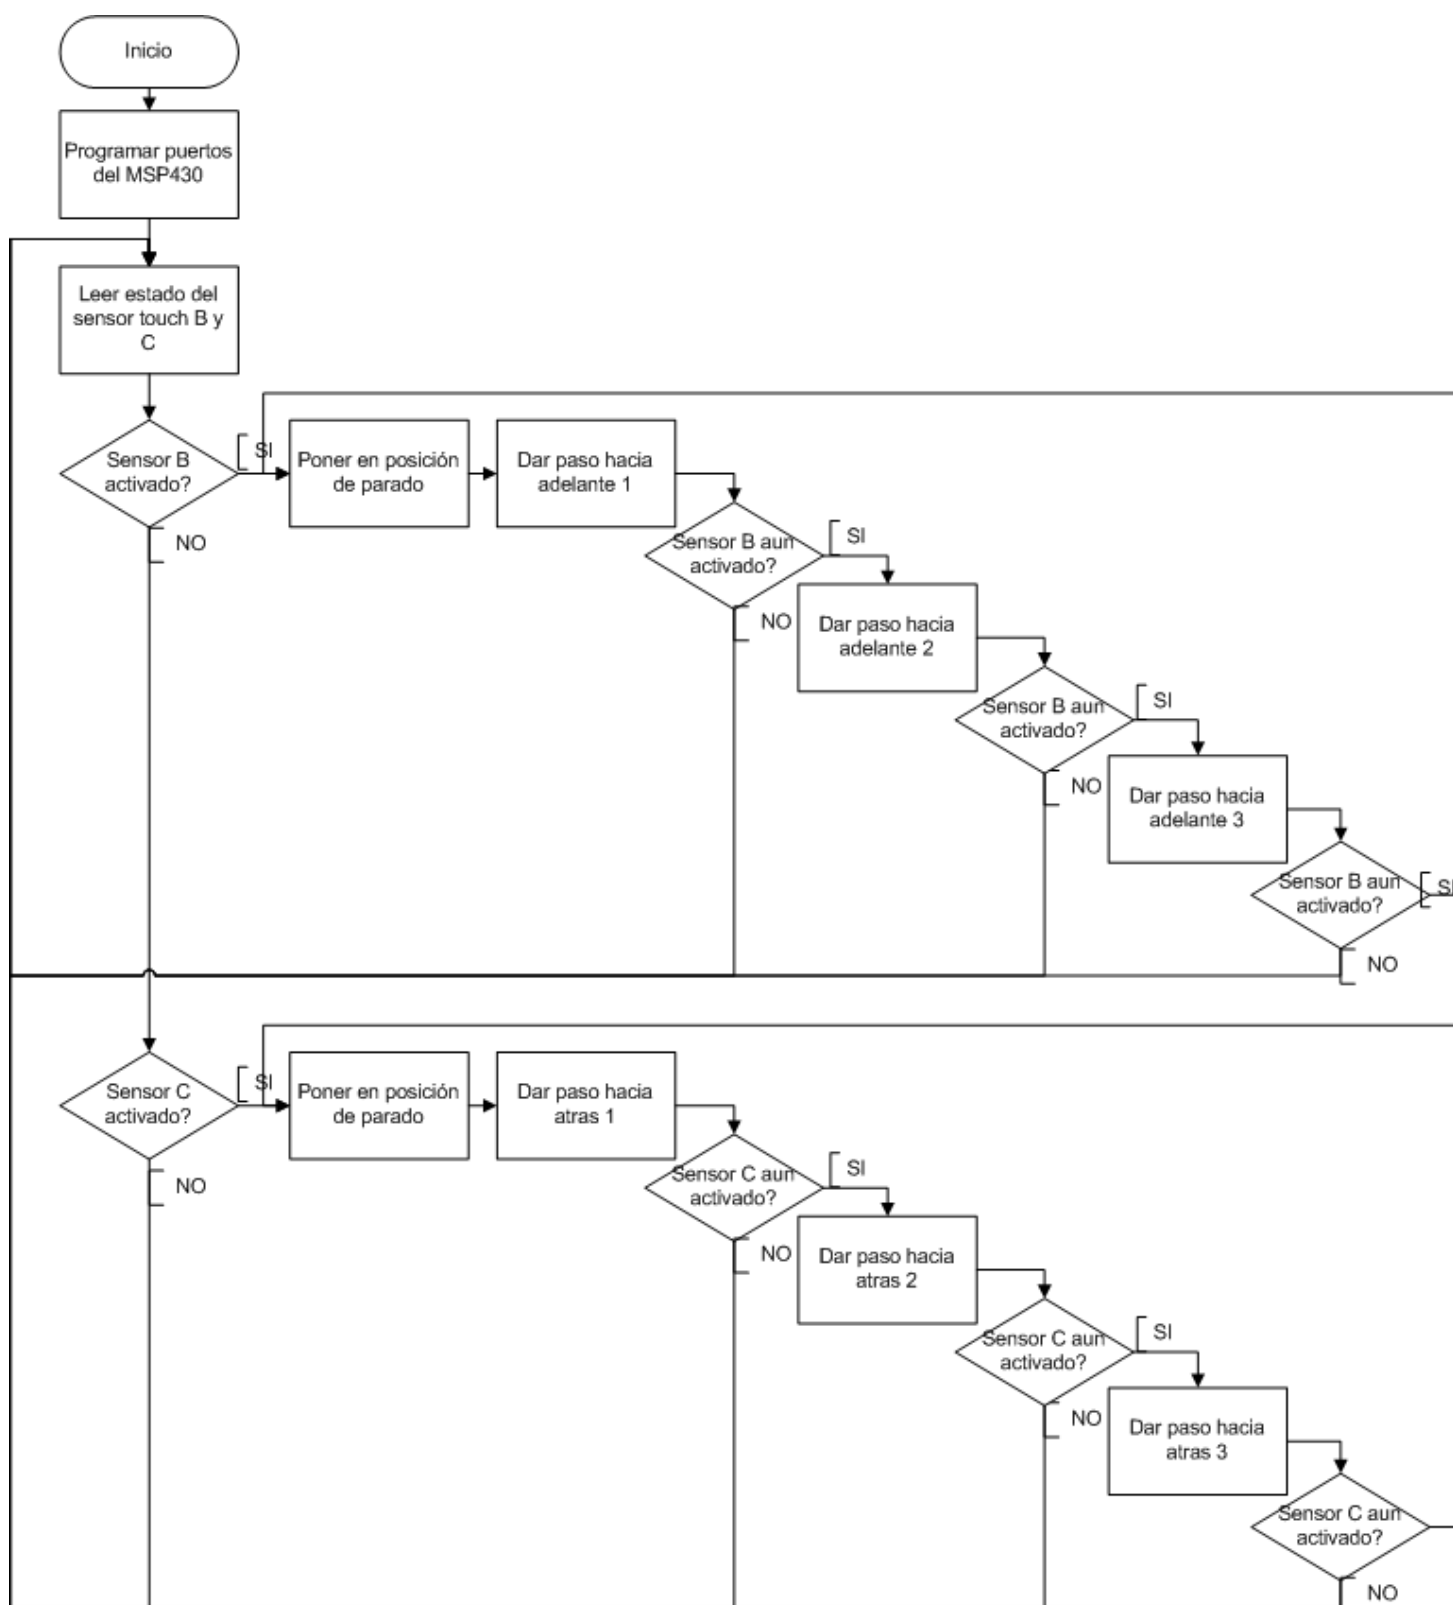 Inicio
Programar puertos
del MSP430
Leer estado del
sensor touch B y
C
Sensor B
activado?
SI
NO
Poner en posición
de parado
Dar paso hacia
adelante 1
Sensor B aun
activado?
SI
NO
Dar paso hacia
adelante 2
Sensor B aun
activado?
SI
NO
Dar paso hacia
adelante 3
Sensor B aun
activado?
SI
NO
Sensor C
activado?
SI
NO
Poner en posición
de parado
Dar paso hacia
atras 1
Sensor C aun
activado?
SI
NO
Dar paso hacia
atras 2
Sensor C aun
activado?
SI
NO
Dar paso hacia
atras 3
Sensor C aun
activado?
NO